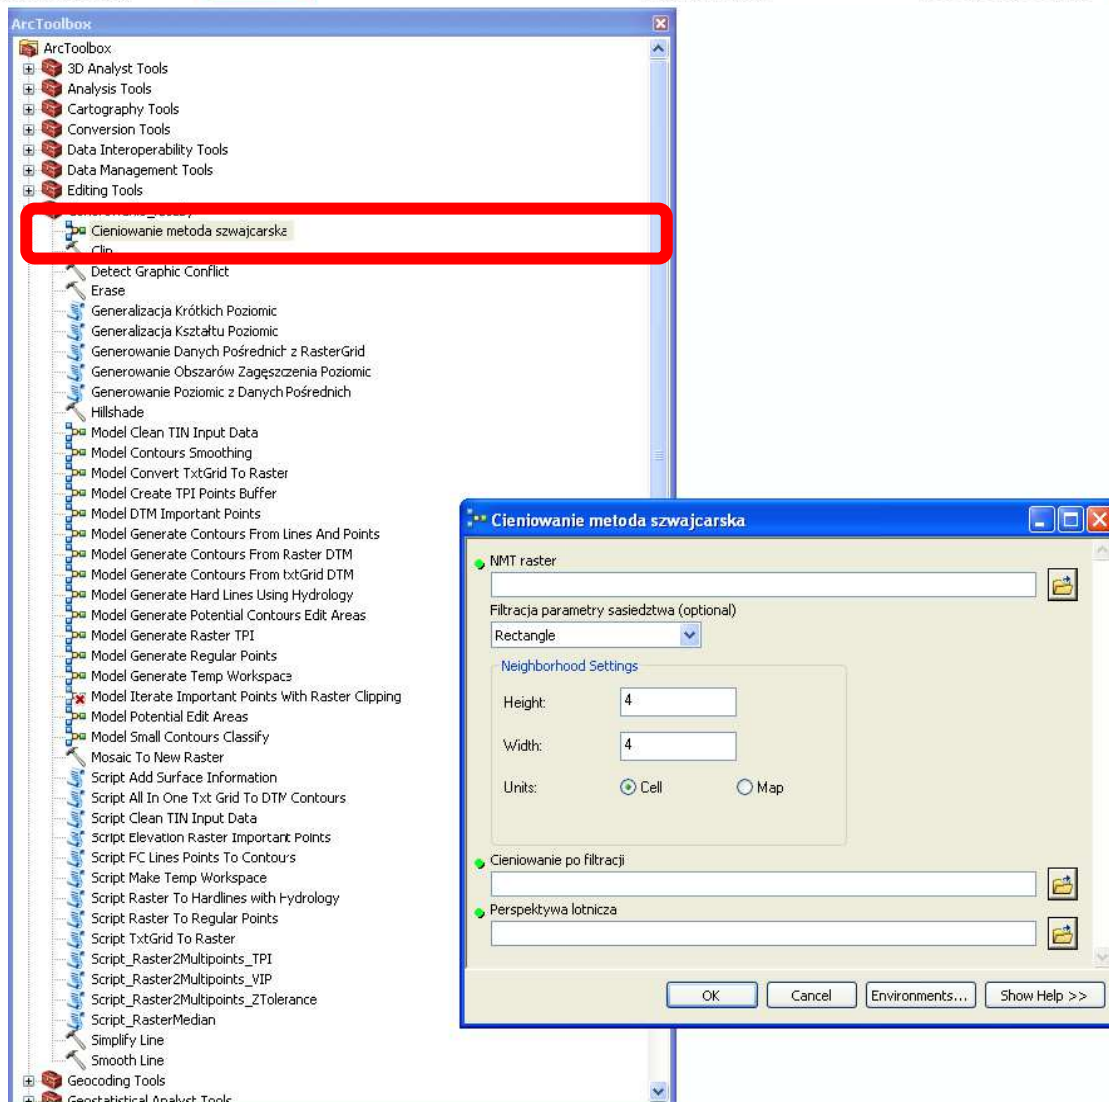 ArcToolbox
ArcToolbox
3D Analyst Tools
Analysis Tools
Cartography Tools
Conversion Tools
Data Interoperability Tools
Data Management Tools
Editing Tools
Cieniowanie metoda szwajcarska
Clip
Detect Graphic Conflict
Erase
Generalizacja Krótkich Poziomic
Generalizacja Kształtu Poziomic
Generowanie Danych Pośrednich z RasterGrid
Generowanie Obszarów Zagęszczenia Poziomic
Generowanie Poziomic z Danych Pośrednich
Hillshade
Model Clean TIN Input Data
Model Contours Smoothing
Model Convert TxtGrid To Raster
Model Create TPI Points Buffer
Model DTM Important Points
Model Generate Contours From Lines And Points
Model Generate Contours From Raster DTM
Model Generate Contours From txtGrid DTM
Model Generate Hard Lines Using Hydrology
Model Generate Potential Contours Edit Areas
Model Generate Raster TPI
Model Generate Regular Points
Model Generate Temp Workspace
Model Iterate Important Points With Raster Clipping
Model Potential Edit Areas
Model Small Contours Classify
Mosaic To New Raster
Script Add Surface Information
Script All In One Txt Grid To DTM Contours
Script Clean TIN Input Data
Script Elevation Raster Important Points
Script FC Lines Points To Contours
Script Make Temp Workspace
Script Raster To Hardlines with Hydrology
Script Raster To Regular Points
Script TxtGrid To Raster
Script_Raster2Multipoints_TPI
Script_Raster2Multipoints_VIP
Script_Raster2Multipoints_ZTolerance
Script_RasterMedian
Simplify Line
Smooth Line
Geocoding Tools
Geostatistical Analyst Tools
Cieniowanie metoda szwajcarska
NMT raster
Filtracja parametry sasiedztwa (optional)
Rectangle
Neighborhood Settings
Height: 4
Width: 4
Units: Cell Map
Cieniowanie po filtracji
Perspektywa lotnicza
OK Cancel Environments... Show Help >>